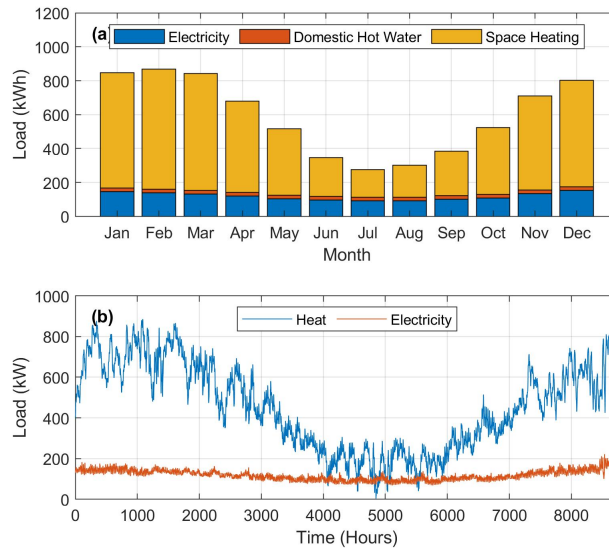 1200
1000
800
600
400
200
0
Load (kWh)
(a)
Electricity
Domestic Hot Water
Space Heating
Jan Feb Mar Apr May Jun Jul Aug Sep Oct Nov Dec
Month
1000
800
600
400
200
0
Load (kW)
(b)
Heat
Electricity
0 1000 2000 3000 4000 5000 6000 7000 8000
Time (Hours)